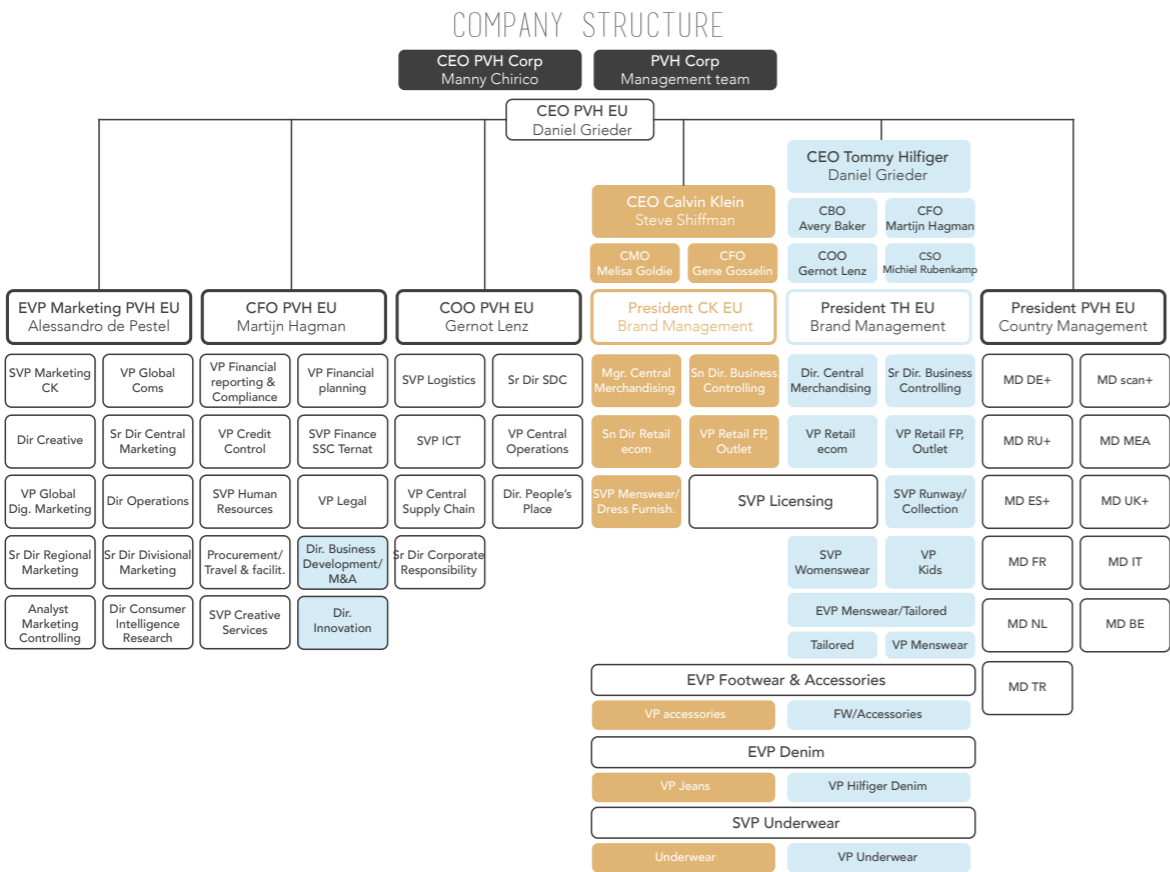 COMPANY STRUCTURE
CEO PVH Corp
Manny Chirico
PVH Corp
Management team
CEO PVH EU
Daniel Grieder
CEO Tommy Hilfiger
Daniel Grieder
CEO Calvin Klein
Steve Shiffman
CBO
Avery Baker
CFO
Martijn Hagman
CMO
Melisa Goldie
CFO
Gene Gosselin
COO
Gernot Lenz
CSO
Michiel Rubenkamp
EVP Marketing PVH EU
Alessandro de Pestel
CFO PVH EU
Martijn Hagman
COO PVH EU
Gernot Lenz
President CK EU
Brand Management
President TH EU
Brand Management
President PVH EU
Country Management
SVP Marketing
CK
VP Global
Coms
VP Financial
reporting &
Compliance
VP Financial
planning
SVP Logistics
Sr Dir SDC
Mgr. Central
Merchandising
Sn Dir. Business
Controlling
Dir. Central
Merchandising
Sr Dir. Business
Controlling
MD DE+
MD scan+
Dir Creative
Sr Dir Central
Marketing
VP Credit
Control
SVP Finance
SSC Ternat
SVP ICT
VP Central
Operations
Sn Dir Retail
ecom
VP Retail FP,
Outlet
VP Retail
ecom
VP Retail FP,
Outlet
MD RU+
MD MEA
VP Global
Dig. Marketing
Dir Operations
SVP Human
Resources
VP Legal
VP Central
Supply Chain
Dir. People's
Place
SVP Menswear/
Dress Furnish.
SVP Licensing
SVP Runway/
Collection
MD ES+
MD UK+
Sr Dir Regional
Marketing
Sr Dir Divisional
Marketing
Procurement/
Travel & facilit.
Dir. Business
Development/
M&A
Sr Dir Corporate
Responsibility
SVP
Womenswear
VP
Kids
MD FR
MD IT
Analyst
Marketing
Controlling
Dir Consumer
Intelligence
Research
SVP Creative
Services
Dir.
Innovation
EVP Menswear/Tailored
Tailored
VP Menswear
MD NL
MD BE
EVP Footwear & Accessories
MD TR
VP accessories
FW/Accessories
EVP Denim
VP Jeans
VP Hilfiger Denim
SVP Underwear
Underwear
VP Underwear